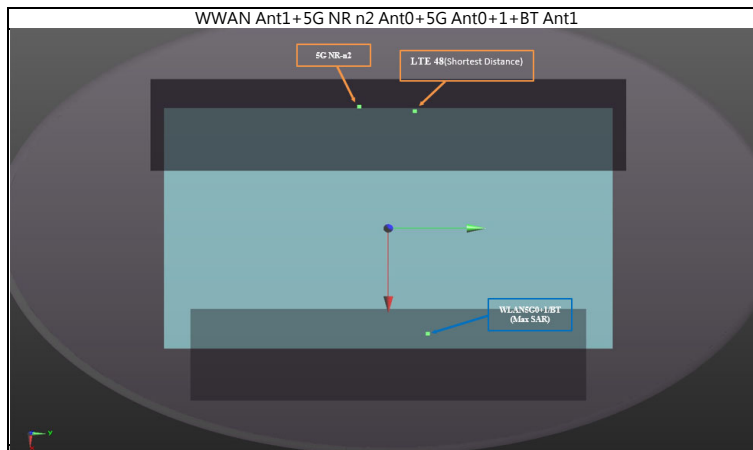 WWAN Ant1+5G NR n2 Ant0+5G Ant0+1+BT Ant1
5G NR-n2
LTE 48(Shortest Distance)
WLAN5G0+1/BT
(Max SAR)
Y